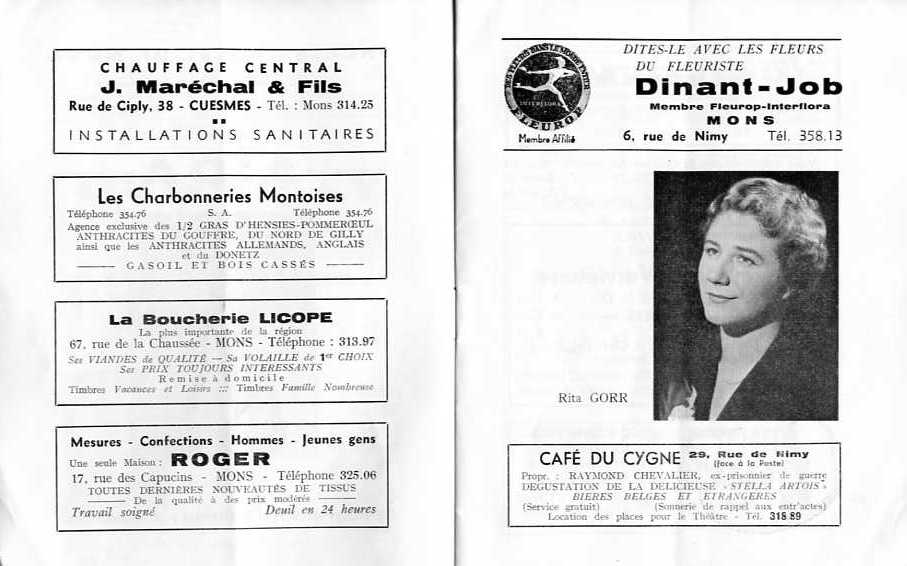 CHAUFFAGE CENTRAL
J. Maréchal & Fils
Rue de Ciply, 38 - CUESMES - Tél. : Mons 314.25
INSTALLATIONS SANITAIRES
Les Charbonneries Montoises
Téléphone 354.76 S. A. Téléphone 354.76
Agence exclusive des 1/2 GRAS D'HENSIES-POMMERŒUL
ANTHRACITES DU GOUFFRE, DU NORD DE GILLY
ainsi que les ANTHRACITES ALLEMANDS, ANGLAIS
et du DONETZ
GASOIL ET BOIS CASSÉS
La Boucherie LICOPE
La plus importante de la région
67, rue de la Chaussée - MONS - Téléphone : 313.97
Ses VIANDES de QUALITÉ — Sa VOLAILLE de 1er CHOIX
Ses PRIX TOUJOURS INTERESSANTS
Remise à domicile
Timbres Vacances et Loisirs ::: Timbres Famille Nombreuse
Mesures - Confections - Hommes - Jeunes gens
Une seule Maison : ROGER
17, rue des Capucins - MONS - Téléphone 325.06
TOUTES DERNIÈRES NOUVEAUTÉS DE TISSUS
De la qualité à des prix modérés
Travail soigné Deuil en 24 heures
DES FLEURS DANS LE MONDE ENTIER
INTERFLORA
FLEUROP
Membre Affilié
DITES-LE AVEC LES FLEURS
DU FLEURISTE
Dinant-Job
Membre Fleurop-Interflora
MONS
6, rue de Nimy Tél. 358.13
Rita GORR
CAFÉ DU CYGNE 29, Rue de Nimy
(face à la Poste)
Propr. : RAYMOND CHEVALIER, ex-prisonnier de guerre
DEGUSTATION DE LA DELICIEUSE « STELLA ARTOIS »
BIERES BELGES ET ETRANGERES
(Service gratuit) (Sonnerie de rappel aux entr'actes)
Location des places pour le Théâtre - Tél. 318 89